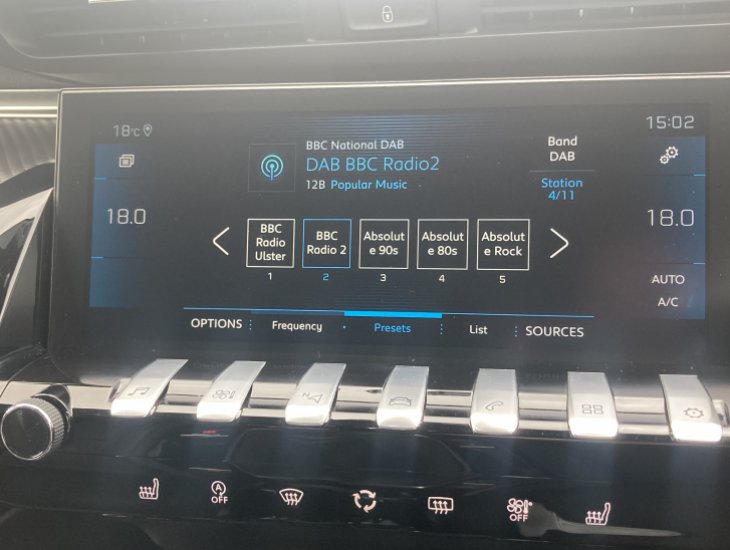 18°C
15:02
BBC National DAB
DAB BBC Radio2
12B Popular Music
Band
DAB
Station
4/11
18.0
18.0
BBC
Radio
Ulster
BBC
Radio 2
Absolut
e 90s
Absolut
e 80s
Absolut
e Rock
1
2
3
4
5
AUTO
A/C
OPTIONS
Frequency
Presets
List
SOURCES
N
A
OFF
OFF